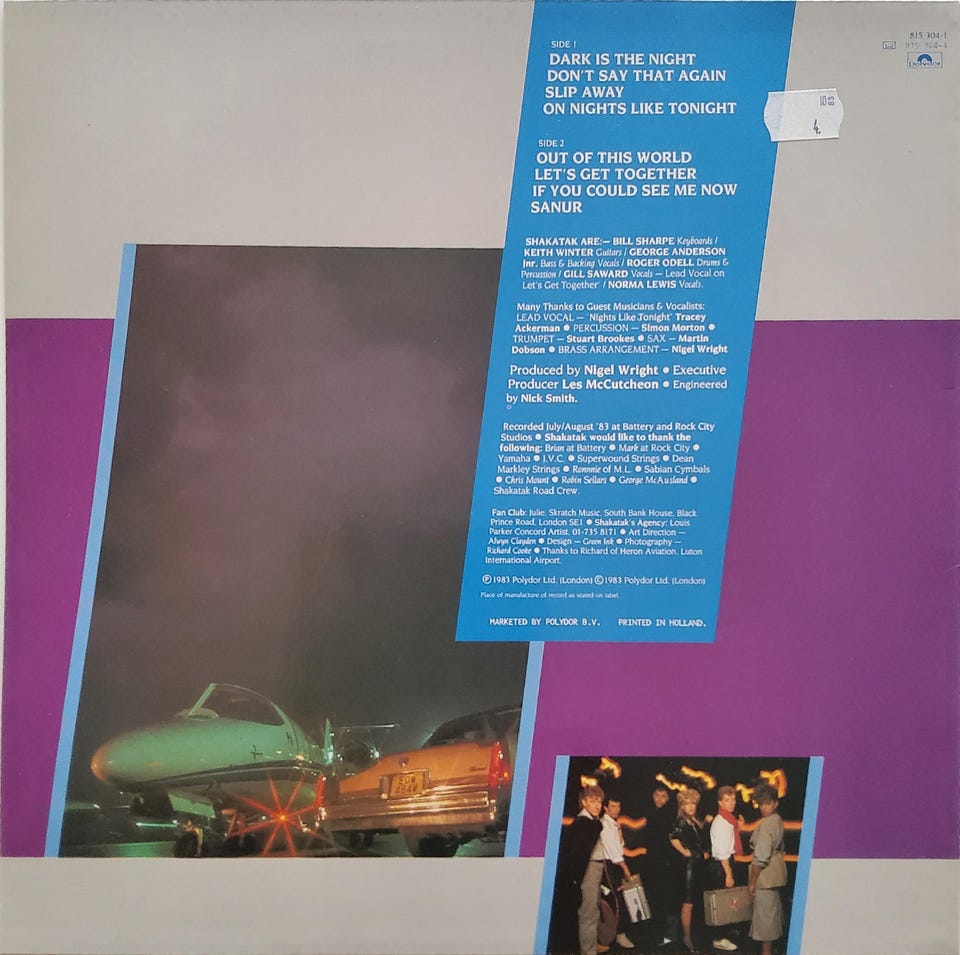 SIDE 1
DARK IS THE NIGHT
DON'T SAY THAT AGAIN
SLIP AWAY
ON NIGHTS LIKE TONIGHT
SIDE 2
OUT OF THIS WORLD
LET'S GET TOGETHER
IF YOU COULD SEE ME NOW
SANUR
SHAKATAK ARE:— BILL SHARPE Keyboards /
KEITH WINTER Guitars / GEORGE ANDERSON
Jnr. Bass & Backing Vocals / ROGER ODELL Drums &
Percussion / GILL SAWARD Vocals — Lead Vocal on
Let's Get Together' / NORMA LEWIS Vocals.
Many Thanks to Guest Musicians & Vocalists:
LEAD VOCAL — 'Nights Like Tonight' Tracey
Ackerman ● PERCUSSION — Simon Morton ●
TRUMPET — Stuart Brookes ● SAX — Martin
Dobson ● BRASS ARRANGEMENT — Nigel Wright
Produced by Nigel Wright ● Executive
Producer Les McCutcheon ● Engineered
by Nick Smith.
Recorded July/August '83 at Battery and Rock City
Studios ● Shakatak would like to thank the
following: Brian at Battery ● Mark at Rock City ●
Yamaha ● J.V.C. ● Superwound Strings ● Dean
Markley Strings ● Ronnie of M.L. ● Sabian Cymbals
● Chris Mount ● Robin Sellars ● George McAusland ●
Shakatak Road Crew.
Fan Club: Julie, Skratch Music, South Bank House, Black
Prince Road, London SE1 ● Shakatak's Agency: Louis
Parker Concord Artist, 01-735 8171 ● Art Direction —
Alwyn Clayden ● Design — Green Ink ● Photography —
Richard Cooke ● Thanks to Richard of Heron Aviation, Luton
International Airport.
Ⓟ 1983 Polydor Ltd. (London) © 1983 Polydor Ltd. (London)
Place of manufacture of record as stated on label.
MARKETED BY POLYDOR B.V. PRINTED IN HOLLAND.
815 304-1
815 304-4
Polydor
10
83
4.